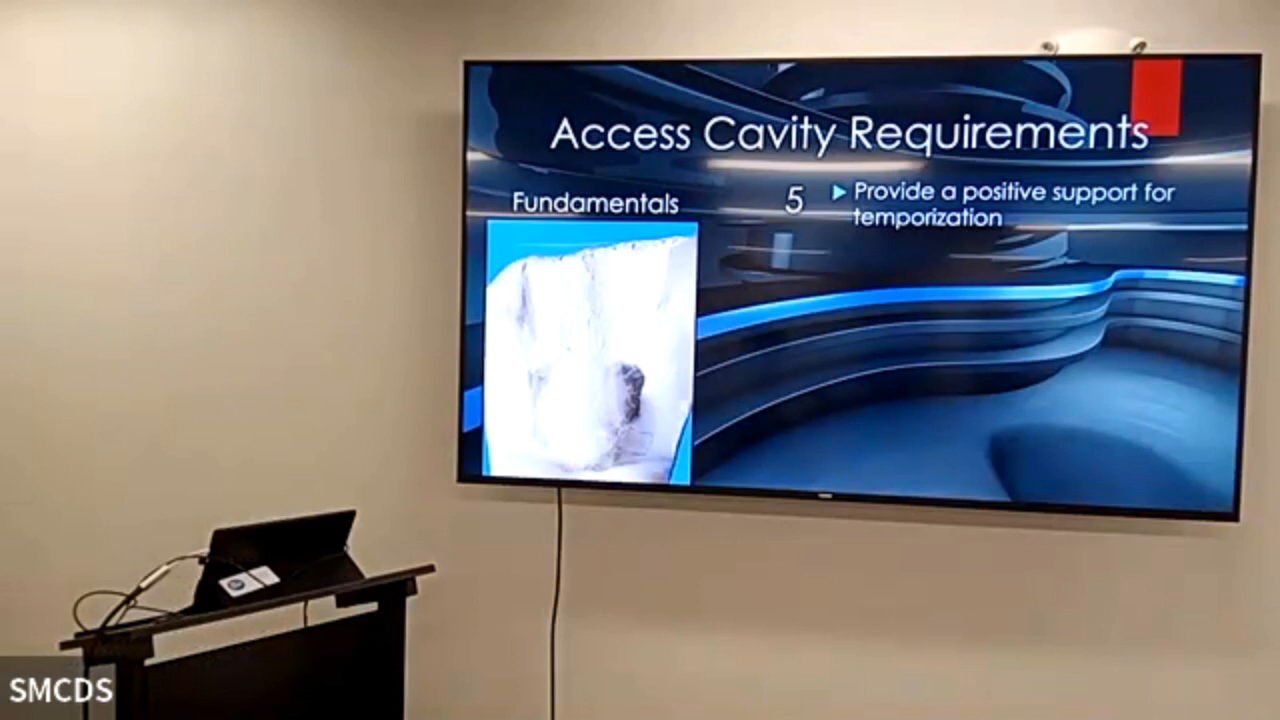 Access Cavity Requirements
Fundamentals
5
Provide a positive support for
temporization
SMCDS